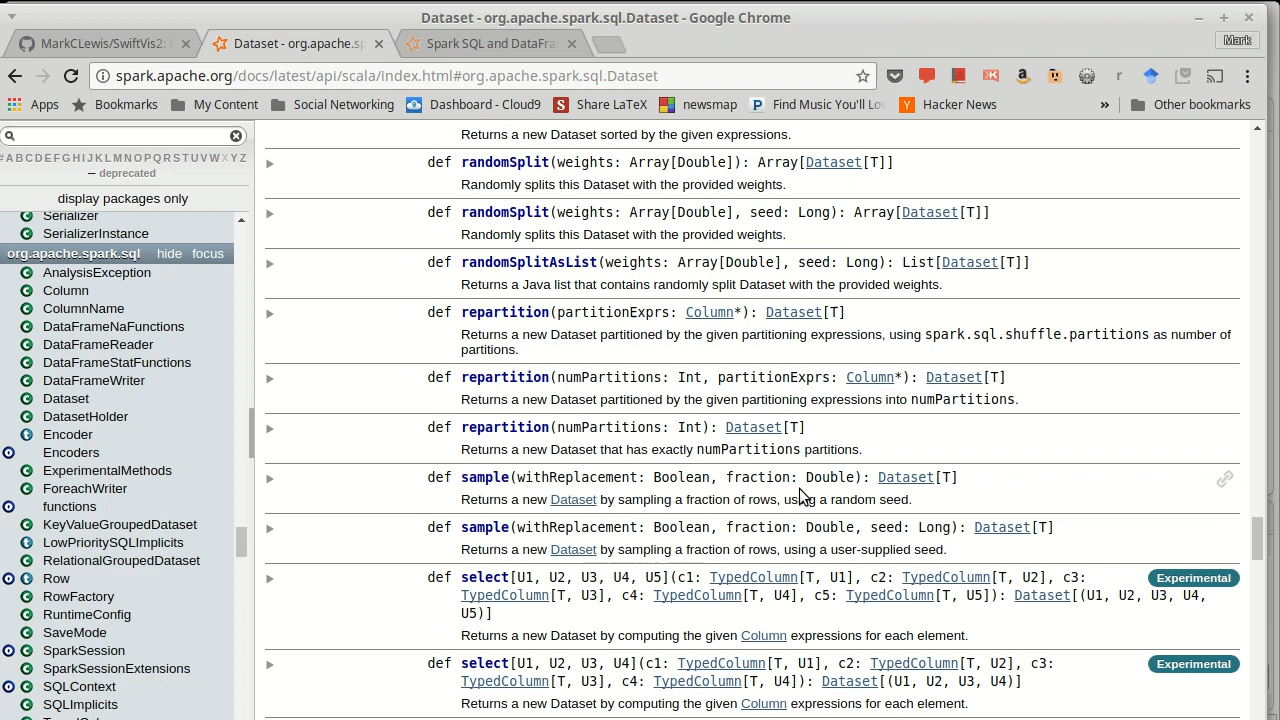 Dataset - org.apache.spark.sql.Dataset - Google Chrome
MarkCLewis/SwiftVis2:
Dataset - org.apache.sp
Spark SQL and DataFra
Mark
spark.apache.org/docs/latest/api/scala/index.html#org.apache.spark.sql.Dataset
Apps
Bookmarks
My Content
Social Networking
Dashboard - Cloud9
Share LaTeX
newsmap
Find Music You'll Lo
Hacker News
»
Other bookmarks
#ABCDEFGHIJKLMNOPQRSTUVWXYZ
– deprecated
display packages only
Serializer
SerializerInstance
org.apache.spark.sql hide focus
AnalysisException
Column
ColumnName
DataFrameNaFunctions
DataFrameReader
DataFrameStatFunctions
DataFrameWriter
Dataset
DatasetHolder
Encoder
Encoders
ExperimentalMethods
ForeachWriter
functions
KeyValueGroupedDataset
LowPrioritySQLImplicits
RelationalGroupedDataset
Row
RowFactory
RuntimeConfig
SaveMode
SparkSession
SparkSessionExtensions
SQLContext
SQLImplicits
Returns a new Dataset sorted by the given expressions.
def randomSplit(weights: Array[Double]): Array[Dataset[T]]
Randomly splits this Dataset with the provided weights.
def randomSplit(weights: Array[Double], seed: Long): Array[Dataset[T]]
Randomly splits this Dataset with the provided weights.
def randomSplitAsList(weights: Array[Double], seed: Long): List[Dataset[T]]
Returns a Java list that contains randomly split Dataset with the provided weights.
def repartition(partitionExprs: Column*): Dataset[T]
Returns a new Dataset partitioned by the given partitioning expressions, using spark.sql.shuffle.partitions as number of
partitions.
def repartition(numPartitions: Int, partitionExprs: Column*): Dataset[T]
Returns a new Dataset partitioned by the given partitioning expressions into numPartitions.
def repartition(numPartitions: Int): Dataset[T]
Returns a new Dataset that has exactly numPartitions partitions.
def sample(withReplacement: Boolean, fraction: Double): Dataset[T]
Returns a new Dataset by sampling a fraction of rows, using a random seed.
def sample(withReplacement: Boolean, fraction: Double, seed: Long): Dataset[T]
Returns a new Dataset by sampling a fraction of rows, using a user-supplied seed.
def select[U1, U2, U3, U4, U5](c1: TypedColumn[T, U1], c2: TypedColumn[T, U2], c3: Experimental
TypedColumn[T, U3], c4: TypedColumn[T, U4], c5: TypedColumn[T, U5]): Dataset[(U1, U2, U3, U4,
U5)]
Returns a new Dataset by computing the given Column expressions for each element.
def select[U1, U2, U3, U4](c1: TypedColumn[T, U1], c2: TypedColumn[T, U2], c3: Experimental
TypedColumn[T, U3], c4: TypedColumn[T, U4]): Dataset[(U1, U2, U3, U4)]
Returns a new Dataset by computing the given Column expressions for each element.